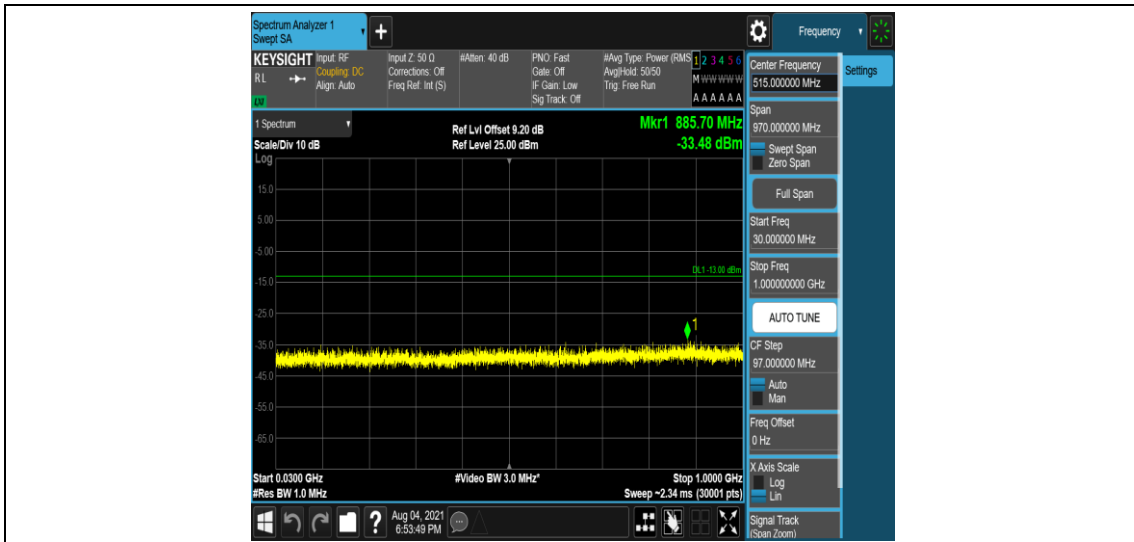 Spectrum Analyzer 1
Swept SA
+
Frequency
KEYSIGHT
RL
LM
Input: RF
Coupling: DC
Align: Auto
Input Z: 50 Ω
Corrections: Off
Freq Ref: Int (S)
#Atten: 40 dB
PNO: Fast
Gate: Off
IF Gain: Low
Sig Track: Off
#Avg Type: Power (RMS
Avg|Hold: 50/50
Trig: Free Run
1 2 3 4 5 6
M W W W W W
A A A A A A
1 Spectrum
Scale/Div 10 dB
Ref Lvl Offset 9.20 dB
Ref Level 25.00 dBm
Mkr1 885.70 MHz
-33.48 dBm
Log
15.0
5.00
-5.00
-15.0
-25.0
-35.0
-45.0
-55.0
-65.0
DL1 -13.00 dBm
1
Start 0.0300 GHz
#Res BW 1.0 MHz
#Video BW 3.0 MHz*
Stop 1.0000 GHz
Sweep ~2.34 ms (30001 pts)
Center Frequency
515.000000 MHz
Settings
Span
970.000000 MHz
Swept Span
Zero Span
Full Span
Start Freq
30.000000 MHz
Stop Freq
1.000000000 GHz
AUTO TUNE
CF Step
97.000000 MHz
Auto
Man
Freq Offset
0 Hz
X Axis Scale
Log
Lin
Signal Track
(Span Zoom)
?
Aug 04, 2021
6:53:49 PM